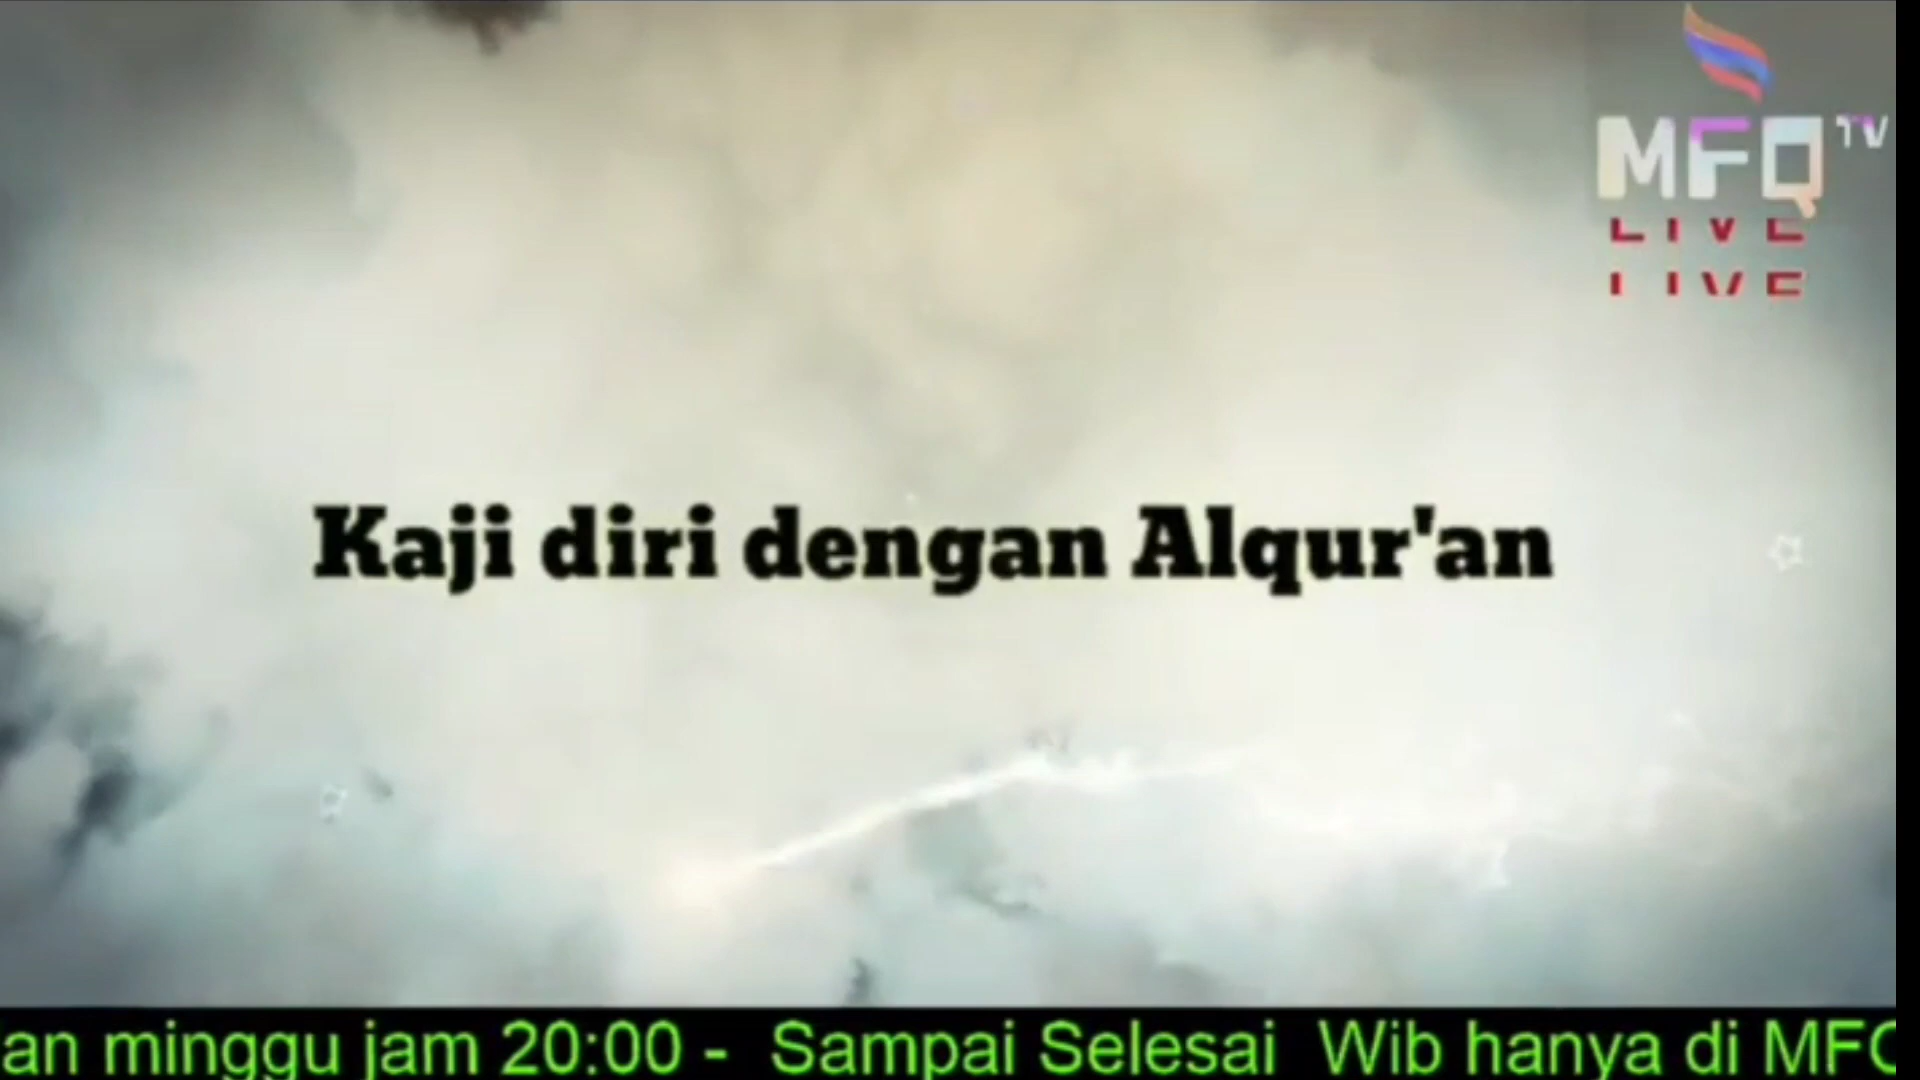 MFQ TV
LIVE
LIVE
Kaji diri dengan Alqur'an
an minggu jam 20:00 - Sampai Selesai Wib hanya di MFQ